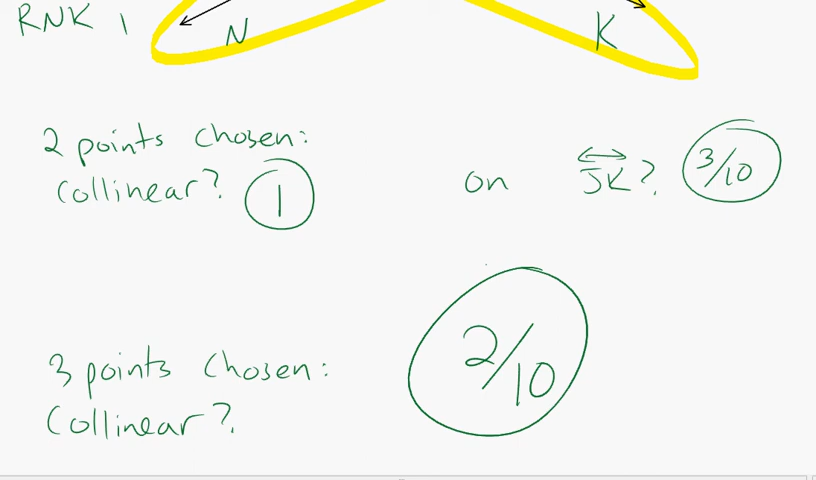 RNK 1
N
K
2 points chosen:
collinear? 1
on JK? 3/10
3 points chosen:
collinear?
2/10